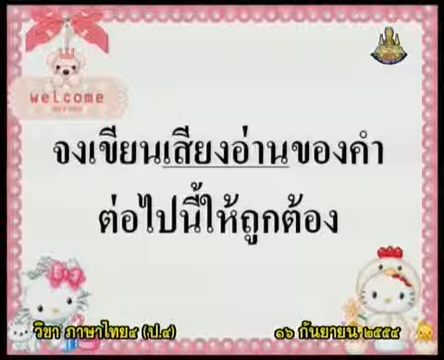 welcome
จงเขียนเสียงอ่านของคำ
ต่อไปนี้ให้ถูกต้อง
วิชา ภาษาไทย๔ (ป.๔)
๑๖ กันยายน ๒๕๕๔